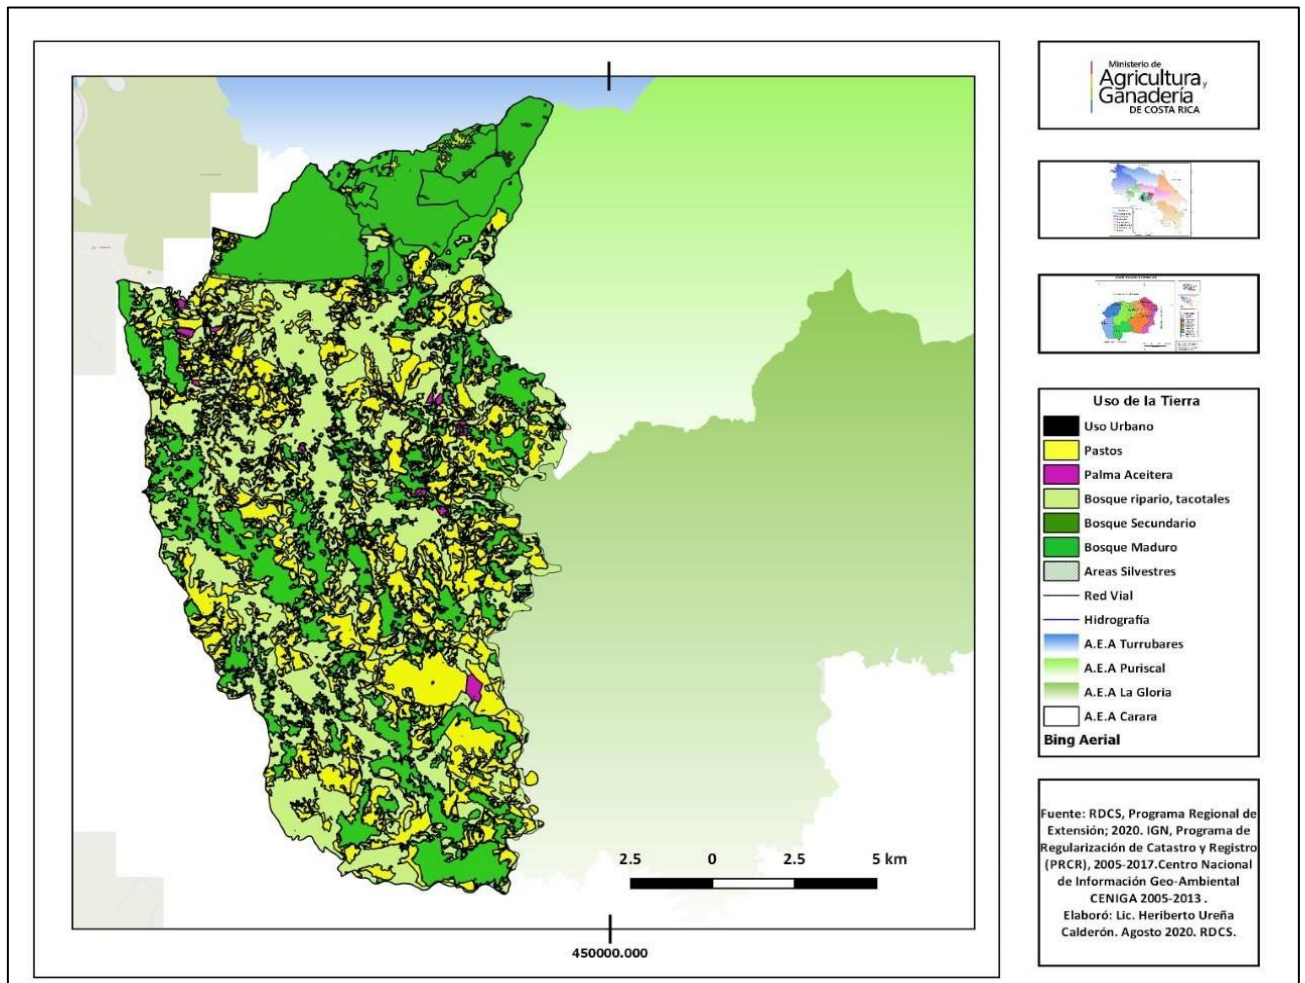 Ministerio de
Agricultura y
Ganadería
DE COSTA RICA
Uso de la Tierra
Uso Urbano
Pastos
Palma Aceitera
Bosque ripario, tacotales
Bosque Secundario
Bosque Maduro
Areas Silvestres
Red Vial
Hidrografía
A.E.A Turrubares
A.E.A Puriscal
A.E.A La Gloria
A.E.A Carara
Bing Aerial
2.5 0 2.5 5 km
450000.000
Fuente: RDCS, Programa Regional de
Extensión; 2020. IGN, Programa de
Regularización de Catastro y Registro
(PRCR), 2005-2017.Centro Nacional
de Información Geo-Ambiental
CENIGA 2005-2013 .
Elaboró: Lic. Heriberto Ureña
Calderón. Agosto 2020. RDCS.